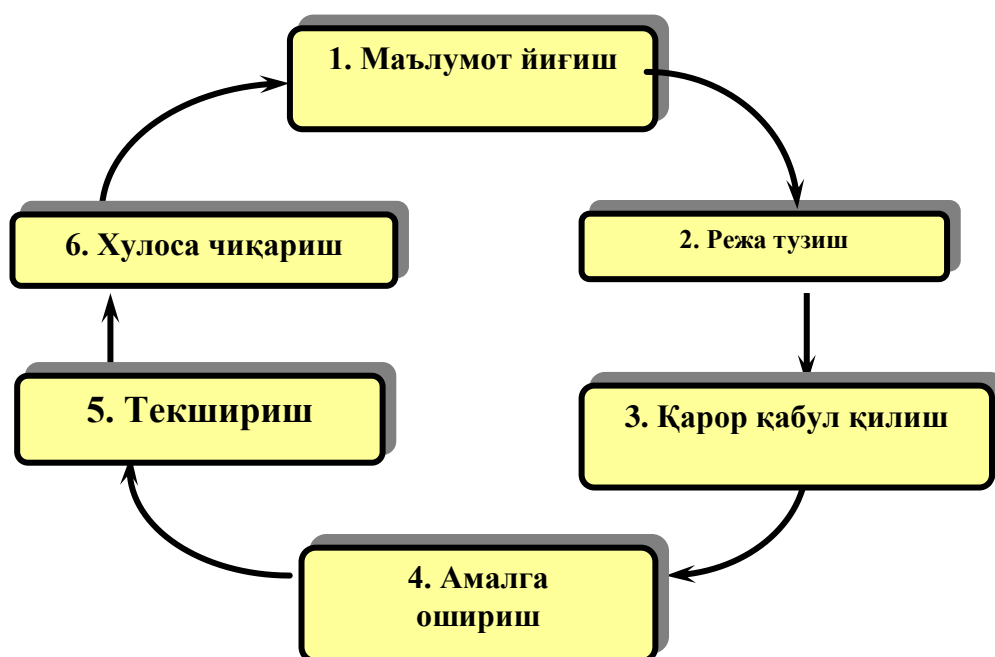 1. Маълумот йиғиш
2. Режа тузиш
3. Қарор қабул қилиш
4. Амалга
ошириш
5. Текшириш
6. Хулоса чиқариш